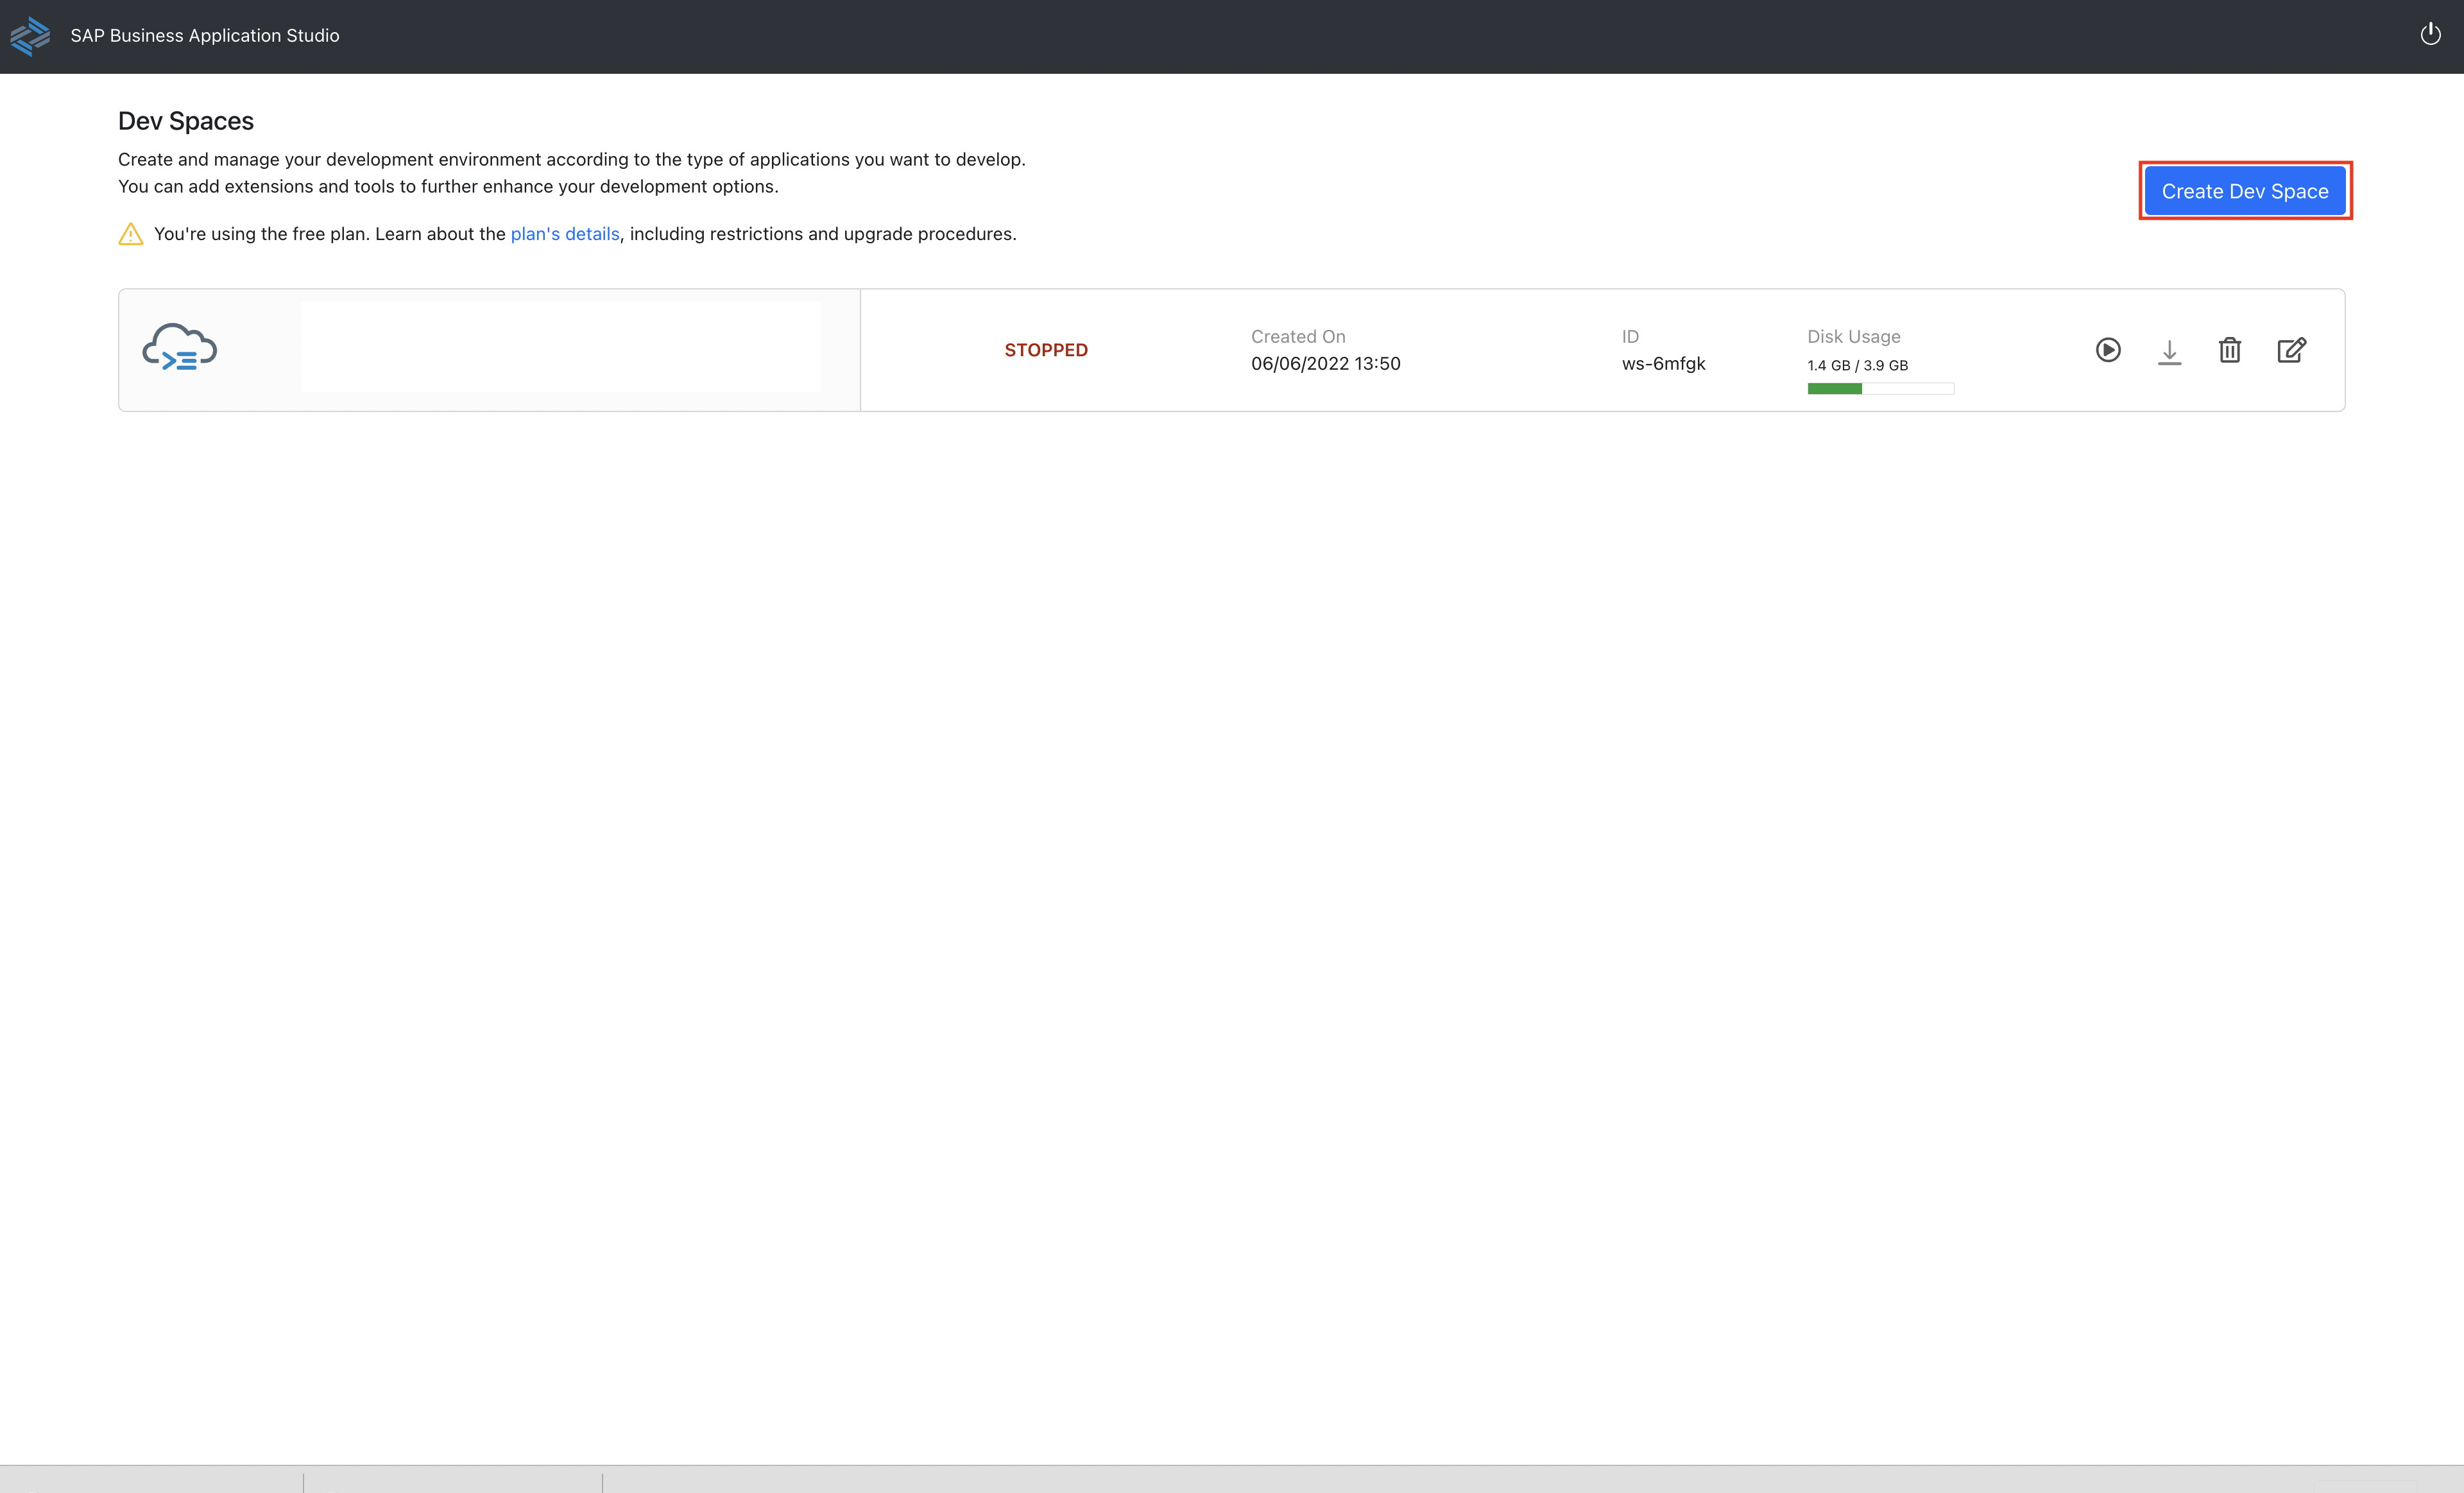 SAP Business Application Studio
Dev Spaces
Create and manage your development environment according to the type of applications you want to develop.
You can add extensions and tools to further enhance your development options.
Create Dev Space
You're using the free plan. Learn about the plan's details, including restrictions and upgrade procedures.
STOPPED
Created On
06/06/2022 13:50
ID
ws-6mfgk
Disk Usage
1.4 GB / 3.9 GB